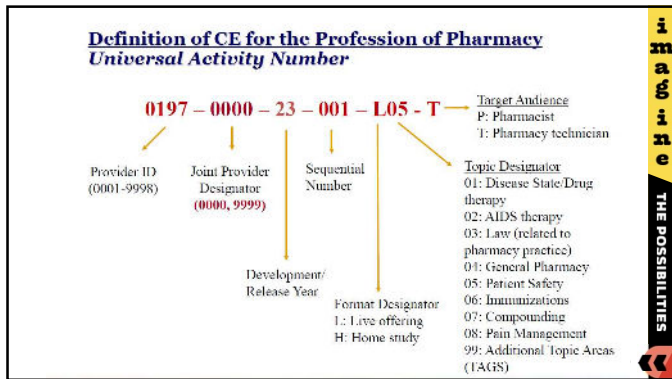 Definition of CE for the Profession of Pharmacy
Universal Activity Number
0197 – 0000 – 23 – 001 – L05 - T
Target Audience
P: Pharmacist
T: Pharmacy technician
Provider ID
(0001-9998)
Joint Provider
Designator
(0000, 9999)
Sequential
Number
Topic Designator
01: Disease State/Drug
therapy
02: AIDS therapy
03: Law (related to
pharmacy practice)
04: General Pharmacy
05: Patient Safety
06: Immunizations
07: Compounding
08: Pain Management
99: Additional Topic Areas
(TAGS)
Development/
Release Year
Format Designator
L: Live offering
H: Home study
imagine
THE POSSIBILITIES